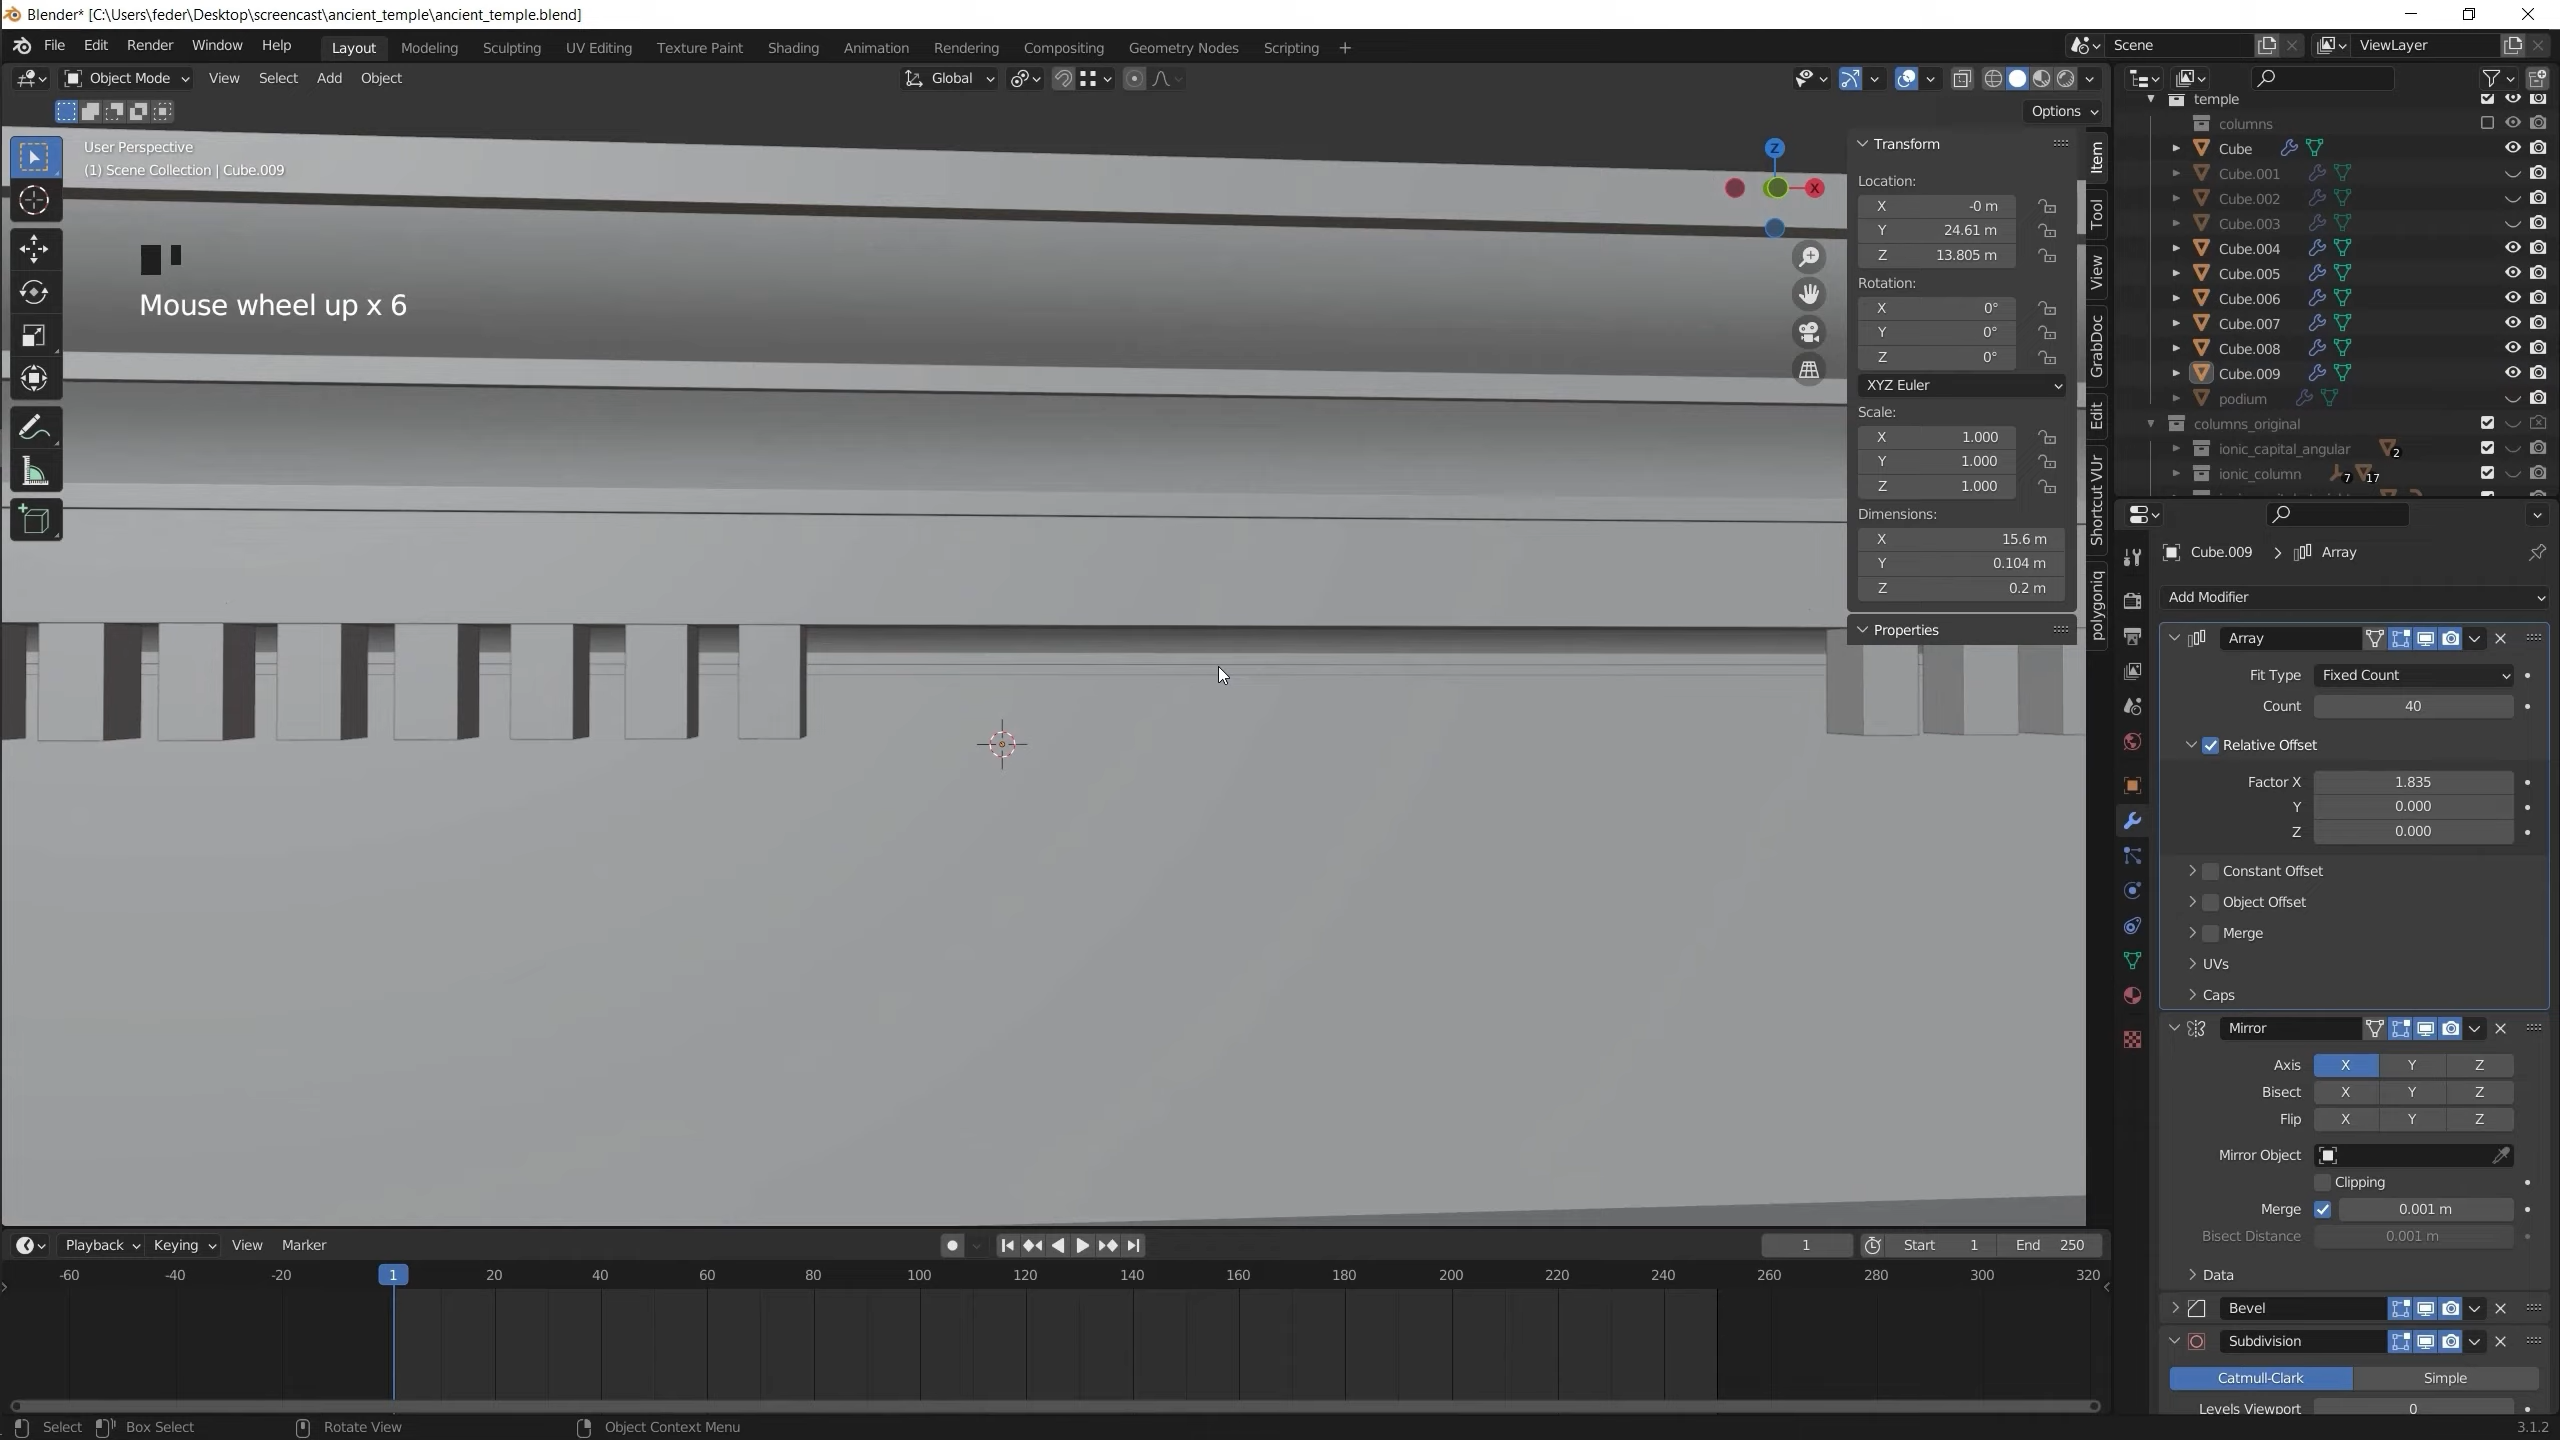 Blender* [C:\Users\feder\Desktop\screencast\ancient_temple\ancient_temple.blend]
File Edit Render Window Help Layout Modeling Sculpting UV Editing Texture Paint Shading Animation Rendering Compositing Geometry Nodes Scripting + Scene ViewLayer
Object Mode View Select Add Object Global
Options
User Perspective
(1) Scene Collection | Cube.009
Mouse wheel up x 6
Z
X
Transform
Location:
X -0 m
Y 24.61 m
Z 13.805 m
Rotation:
X 0°
Y 0°
Z 0°
XYZ Euler
Scale:
X 1.000
Y 1.000
Z 1.000
Dimensions:
X 15.6 m
Y 0.104 m
Z 0.2 m
Properties
Item
Tool
View
GrabDoc
Edit
Shortcut VUr
polygoniq
temple
columns
Cube
Cube.001
Cube.002
Cube.003
Cube.004
Cube.005
Cube.006
Cube.007
Cube.008
Cube.009
podium
columns_original
ionic_capital_angular 2
ionic_column 7 17
Cube.009 > Array
Add Modifier
Array
Fit Type Fixed Count
Count 40
Relative Offset
Factor X 1.835
Y 0.000
Z 0.000
Constant Offset
Object Offset
Merge
UVs
Caps
Mirror
Axis X Y Z
Bisect X Y Z
Flip X Y Z
Mirror Object
Clipping
Merge 0.001 m
Bisect Distance 0.001 m
Data
Bevel
Subdivision
Catmull-Clark Simple
Levels Viewport 0
Playback Keying View Marker 1 Start 1 End 250
-60 -40 -20 1 20 40 60 80 100 120 140 160 180 200 220 240 260 280 300 320
Select Box Select Rotate View Object Context Menu 3.1.2